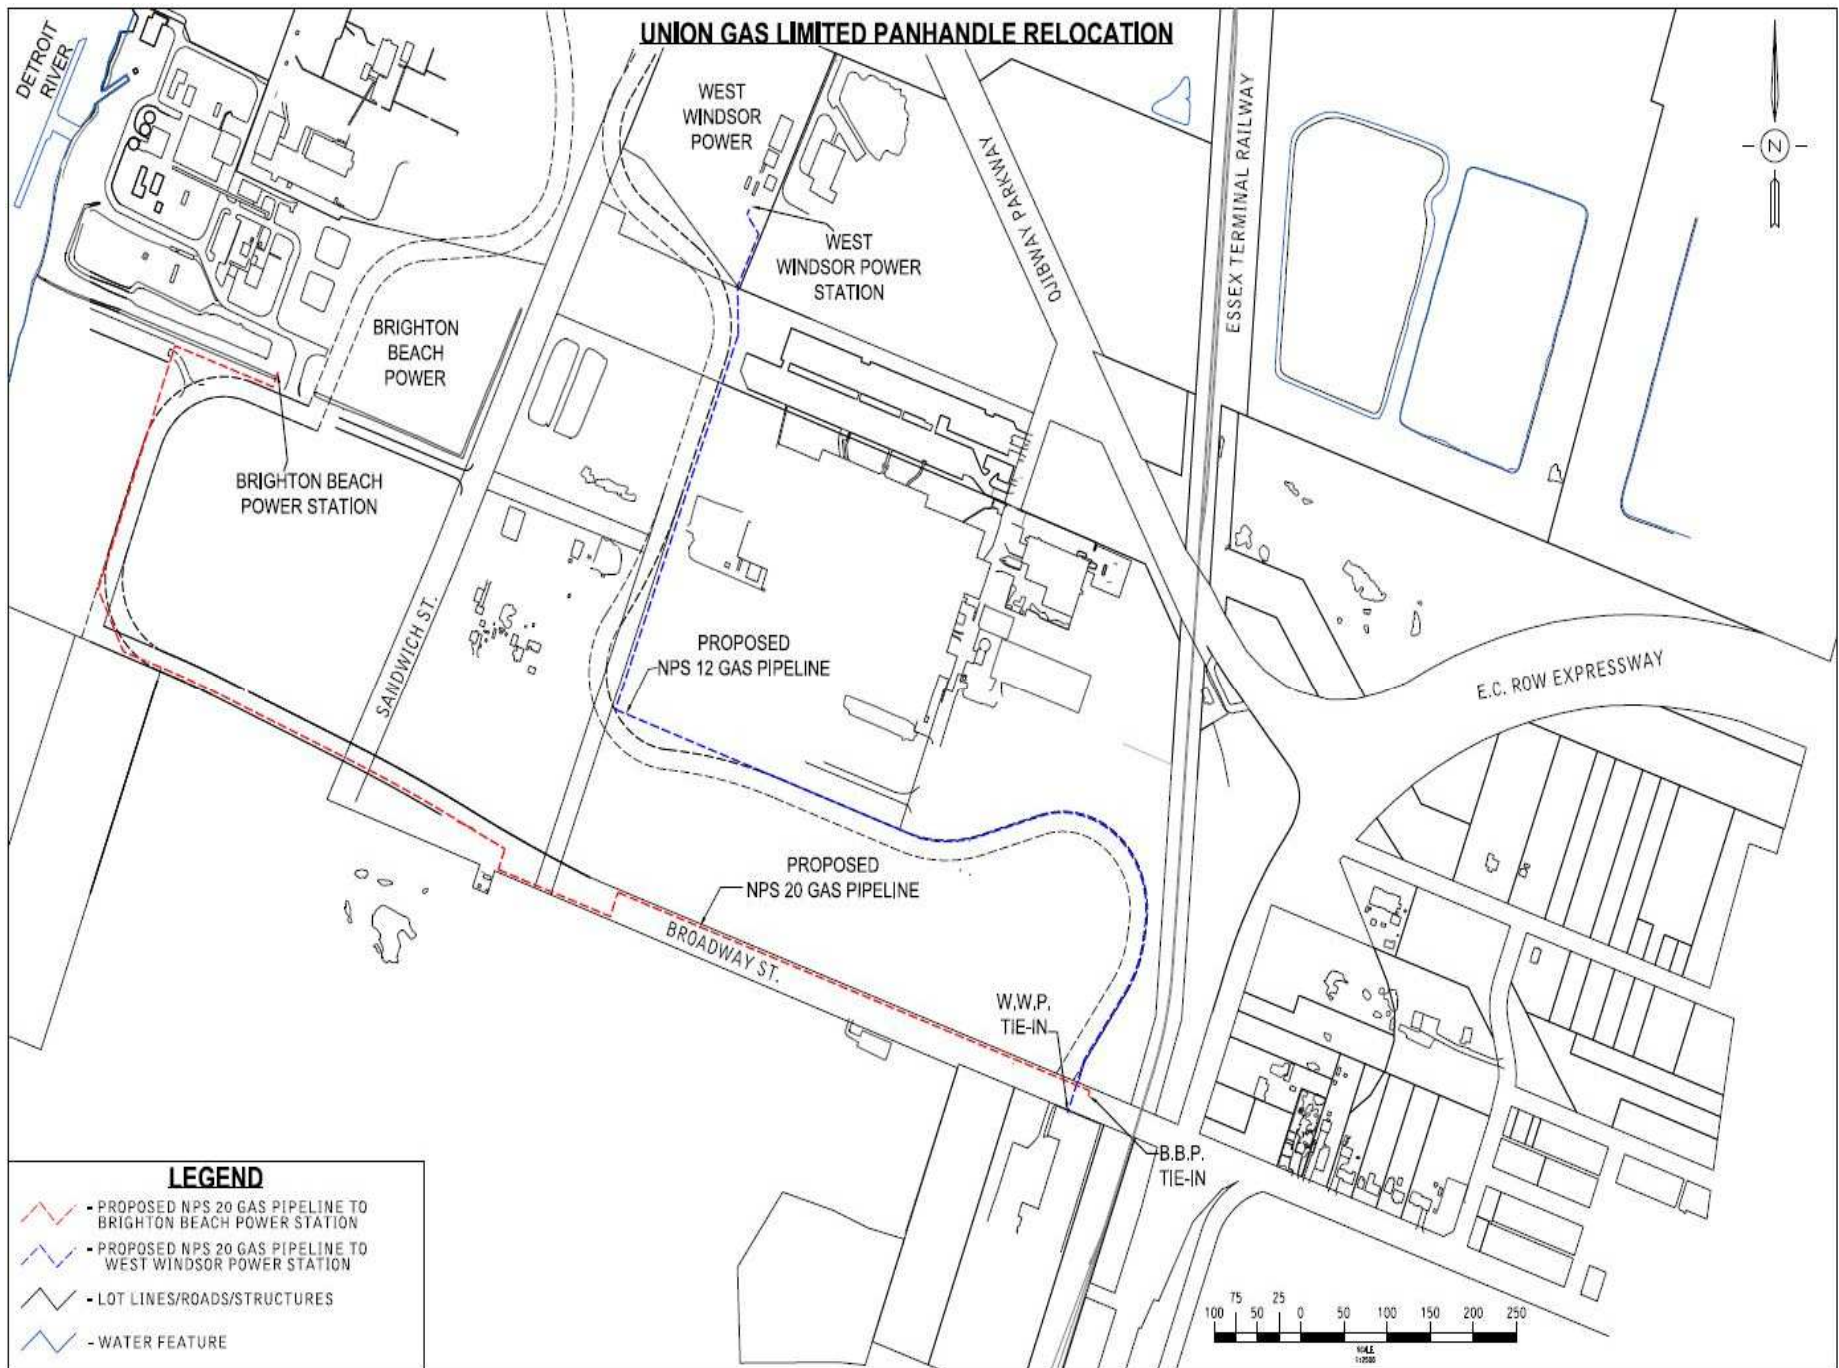 UNION GAS LIMITED PANHANDLE RELOCATION
DETROIT
RIVER
WEST
WINDSOR
POWER
WEST
WINDSOR POWER
STATION
OJIBWAY PARKWAY
ESSEX TERMINAL RAILWAY
N
BRIGHTON
BEACH
POWER
BRIGHTON BEACH
POWER STATION
SANDWICH ST.
PROPOSED
NPS 12 GAS PIPELINE
E.C. ROW EXPRESSWAY
PROPOSED
NPS 20 GAS PIPELINE
BROADWAY ST.
W.W.P.
TIE-IN
B.B.P.
TIE-IN
LEGEND
- PROPOSED NPS 20 GAS PIPELINE TO
BRIGHTON BEACH POWER STATION
- PROPOSED NPS 20 GAS PIPELINE TO
WEST WINDSOR POWER STATION
- LOT LINES/ROADS/STRUCTURES
- WATER FEATURE
75 25
100 50 0 50 100 150 200 250
SCALE